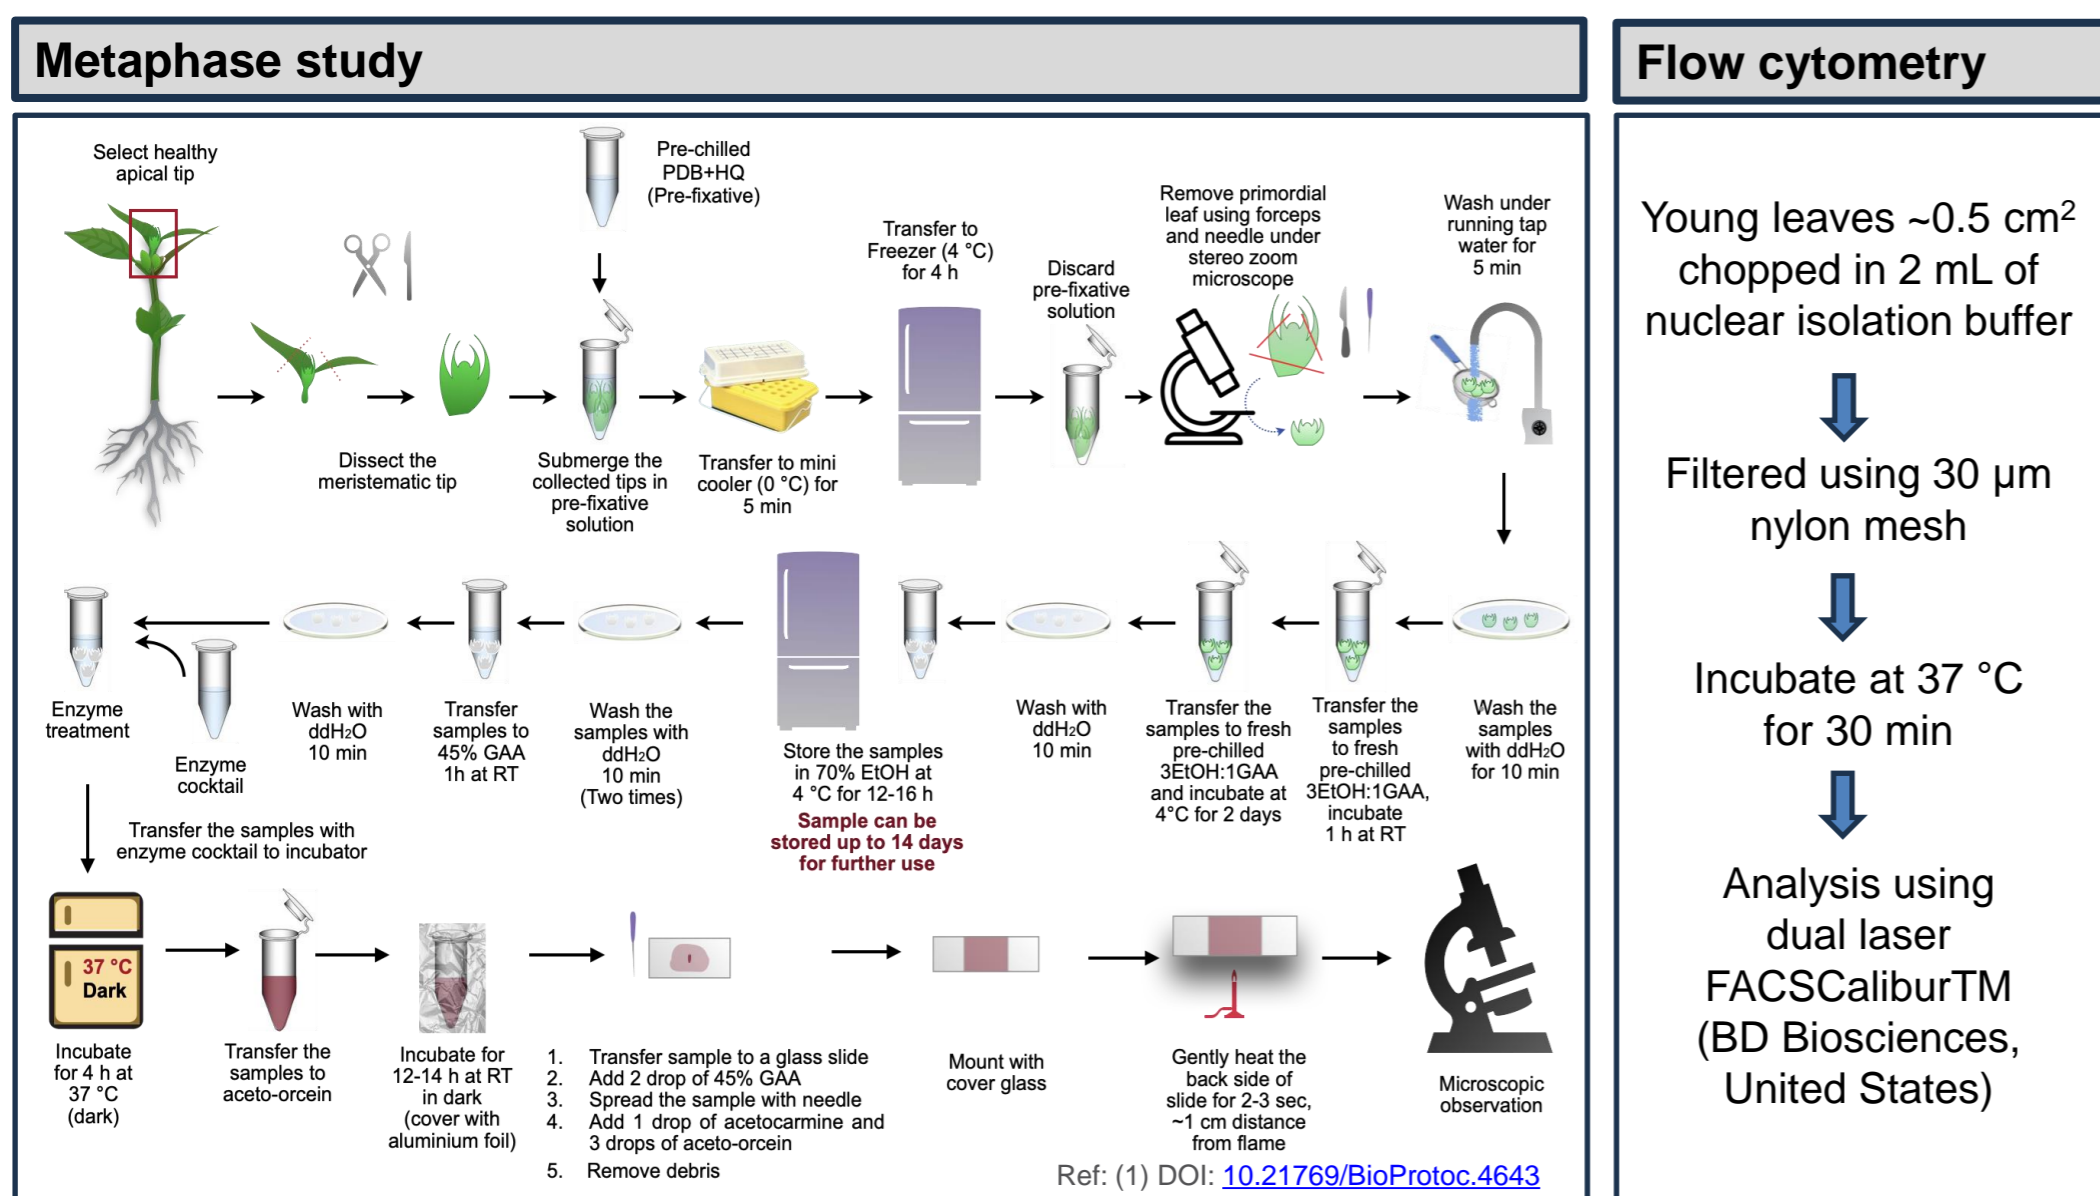 Metaphase study
Select healthy
apical tip
Pre-chilled
PDB+HQ
(Pre-fixative)
Dissect the
meristematic tip
Submerge the
collected tips in
pre-fixative
solution
Transfer to mini
cooler (0 °C) for
5 min
Transfer to
Freezer (4 °C)
for 4 h
Discard
pre-fixative
solution
Remove primordial
leaf using forceps
and needle under
stereo zoom
microscope
Wash under
running tap
water for
5 min
Wash the
samples
with ddH₂O
for 10 min
Transfer the
samples
to fresh
pre-chilled
3EtOH:1GAA,
incubate
1 h at RT
Transfer the
samples to fresh
pre-chilled
3EtOH:1GAA
and incubate at
4°C for 2 days
Wash with
ddH₂O
10 min
Store the samples
in 70% EtOH at
4 °C for 12-16 h
Sample can be
stored up to 14 days
for further use
Wash the
samples with
ddH₂O
10 min
(Two times)
Transfer
samples to
45% GAA
1h at RT
Wash with
ddH₂O
10 min
Enzyme
cocktail
Enzyme
treatment
Transfer the samples with
enzyme cocktail to incubator
37 °C
Dark
Incubate
for 4 h at
37 °C
(dark)
Transfer the
samples to
aceto-orcein
Incubate for
12-14 h at RT
in dark
(cover with
aluminium foil)
1. Transfer sample to a glass slide
2. Add 2 drop of 45% GAA
3. Spread the sample with needle
4. Add 1 drop of acetocarmine and
3 drops of aceto-orcein
5. Remove debris
Mount with
cover glass
Gently heat the
back side of
slide for 2-3 sec,
~1 cm distance
from flame
Microscopic
observation
Ref: (1) DOI: 10.21769/BioProtoc.4643
Flow cytometry
Young leaves ~0.5 cm²
chopped in 2 mL of
nuclear isolation buffer
Filtered using 30 µm
nylon mesh
Incubate at 37 °C
for 30 min
Analysis using
dual laser
FACSCaliburTM
(BD Biosciences,
United States)